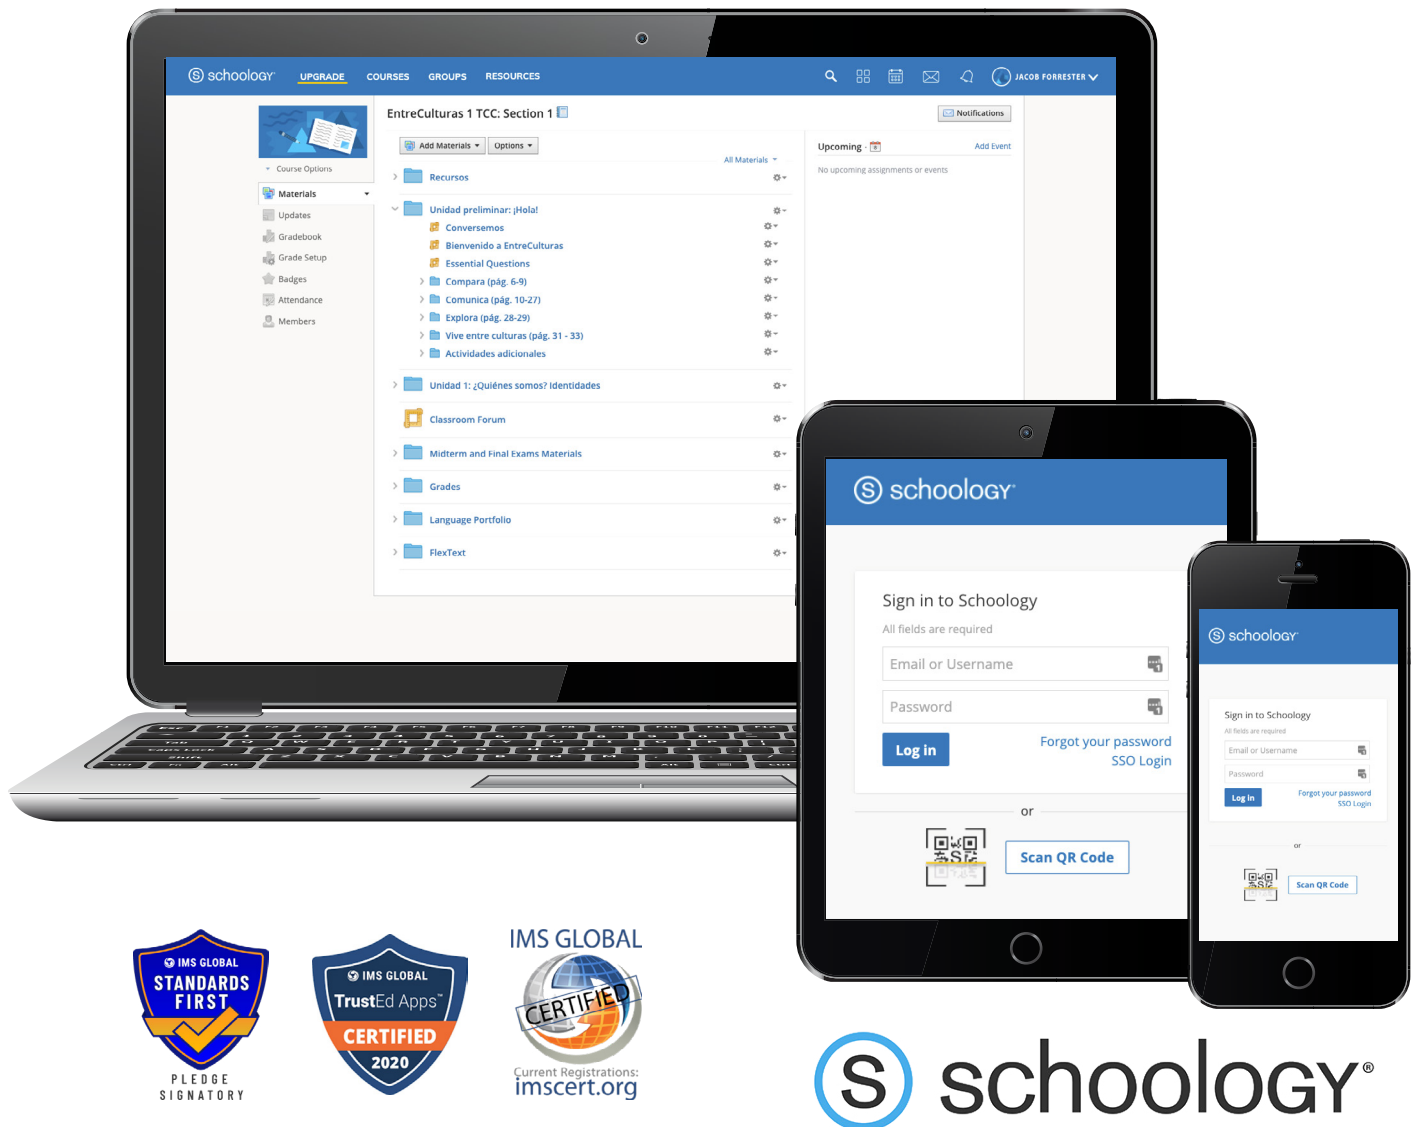 schoology
UPGRADE
COURSES
GROUPS
RESOURCES
JACOB FORRESTER
EntreCulturas 1 TCC: Section 1
Notifications
Course Options
Materials
Updates
Gradebook
Grade Setup
Badges
Attendance
Members
Add Materials
Options
All Materials
Recursos
Unidad preliminar: ¡Hola!
Conversemos
Bienvenido a EntreCulturas
Essential Questions
Compara (pág. 6-9)
Comunica (pág. 10-27)
Explora (pág. 28-29)
Vive entre culturas (pág. 31 - 33)
Actividades adicionales
Unidad 1: ¿Quiénes somos? Identidades
Classroom Forum
Midterm and Final Exams Materials
Grades
Language Portfolio
FlexText
Upcoming
Add Event
No upcoming assignments or events
S schoology
Sign in to Schoology
All fields are required
Email or Username
Password
Log in
Forgot your password
SSO Login
or
Scan QR Code
S schoology
Sign in to Schoology
All fields are required
Email or Username
Password
Log in
Forgot your password
SSO Login
or
Scan QR Code
IMS GLOBAL
STANDARDS
FIRST
PLEDGE
SIGNATORY
IMS GLOBAL
TrustEd Apps™
CERTIFIED
2020
IMS GLOBAL
CERTIFIED
Current Registrations:
imscert.org
S schoology®